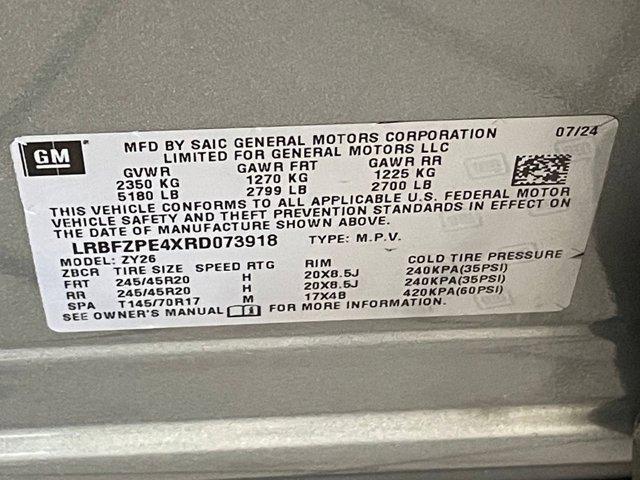 GM
MFD BY SAIC GENERAL MOTORS CORPORATION 07/24
LIMITED FOR GENERAL MOTORS LLC
GVWR GAWR FRT GAWR RR
2350 KG 1270 KG 1225 KG
5180 LB 2799 LB 2700 LB
THIS VEHICLE CONFORMS TO ALL APPLICABLE U.S. FEDERAL MOTOR
VEHICLE SAFETY AND THEFT PREVENTION STANDARDS IN EFFECT ON
THE DATE OF MANUFACTURE SHOWN ABOVE.
LRBFZPE4XRD073918 TYPE: M.P.V.
MODEL: ZY26
ZBCR TIRE SIZE SPEED RTG RIM COLD TIRE PRESSURE
FRT 245/45R20 H 20X8.5J 240KPA(35PSI)
RR 245/45R20 H 20X8.5J 240KPA(35PSI)
SPA T145/70R17 M 17X4B 420KPA(60PSI)
SEE OWNER'S MANUAL FOR MORE INFORMATION.